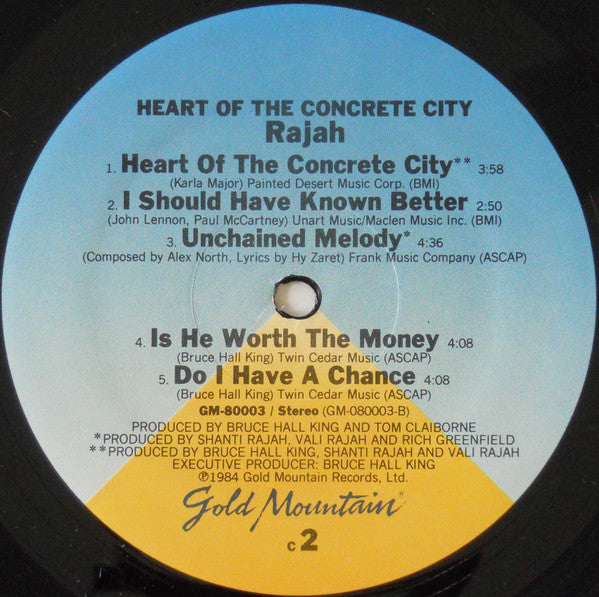 HEART OF THE CONCRETE CITY
Rajah
1. Heart Of The Concrete City** 3:58
(Karla Major) Painted Desert Music Corp. (BMI)
2. I Should Have Known Better 2:50
(John Lennon, Paul McCartney) Unart Music/Maclen Music Inc. (BMI)
3. Unchained Melody* 4:36
(Composed by Alex North, Lyrics by Hy Zaret) Frank Music Company (ASCAP)
4. Is He Worth The Money 4:08
(Bruce Hall King) Twin Cedar Music (ASCAP)
5. Do I Have A Chance 4:08
(Bruce Hall King) Twin Cedar Music (ASCAP)
GM-80003 / Stereo (GM-080003-B)
PRODUCED BY BRUCE HALL KING AND TOM CLAIBORNE
*PRODUCED BY SHANTI RAJAH, VALI RAJAH AND RICH GREENFIELD
**PRODUCED BY BRUCE HALL KING, SHANTI RAJAH AND VALI RAJAH
EXECUTIVE PRODUCER: BRUCE HALL KING
℗1984 Gold Mountain Records, Ltd.
Gold Mountain
c 2